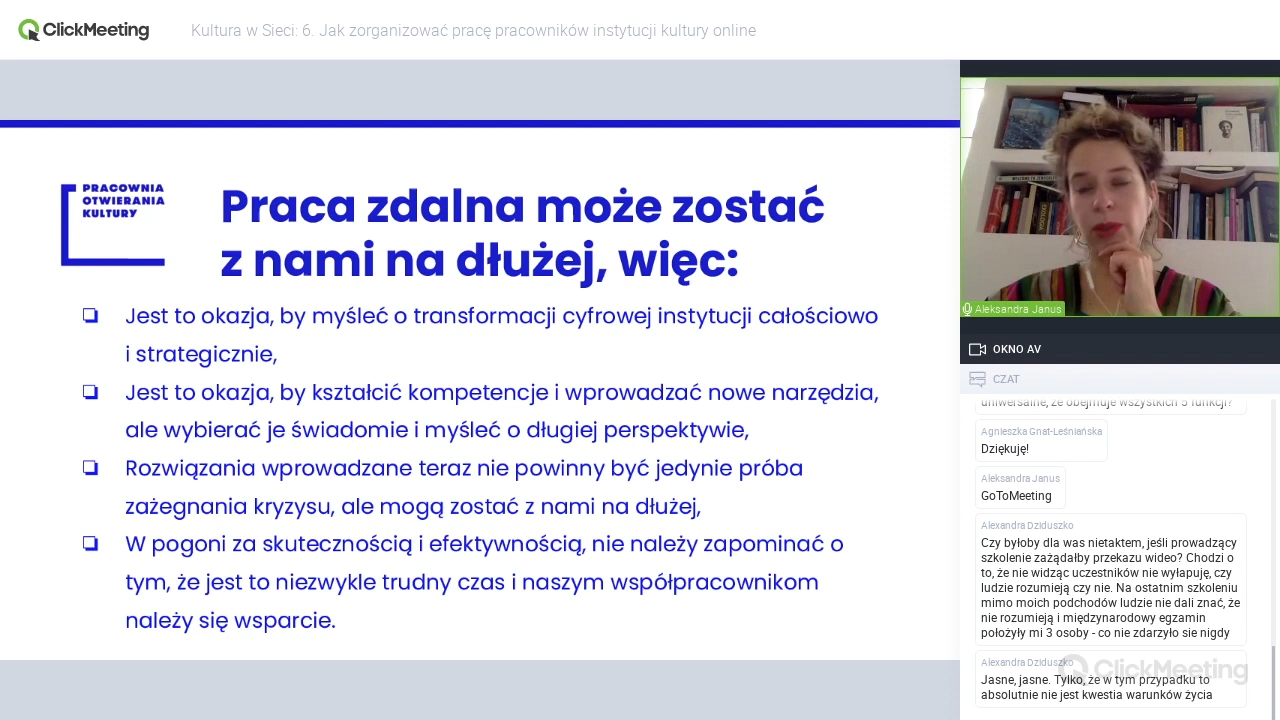 ClickMeeting
Kultura w Sieci: 6. Jak zorganizować pracę pracowników instytucji kultury online
PRACOWNIA
OTWIERANIA
KULTURY
Praca zdalna może zostać
z nami na dłużej, więc:
❏ Jest to okazja, by myśleć o transformacji cyfrowej instytucji całościowo
i strategicznie,
❏ Jest to okazja, by kształcić kompetencje i wprowadzać nowe narzędzia,
ale wybierać je świadomie i myśleć o długiej perspektywie,
❏ Rozwiązania wprowadzane teraz nie powinny być jedynie próba
zażegnania kryzysu, ale mogą zostać z nami na dłużej,
❏ W pogoni za skutecznością i efektywnością, nie należy zapominać o
tym, że jest to niezwykle trudny czas i naszym współpracownikom
należy się wsparcie.
Aleksandra Janus
OKNO AV
CZAT
uniwersalne, że obejmuje wszystkich 5 funkcji?
Agnieszka Gnat-Leśniańska
Dziękuję!
Aleksandra Janus
GoToMeeting
Alexandra Dziduszko
Czy byłoby dla was nietaktem, jeśli prowadzący
szkolenie zażądałby przekazu wideo? Chodzi o
to, że nie widząc uczestników nie wyłapuję, czy
ludzie rozumieją czy nie. Na ostatnim szkoleniu
mimo moich podchodów ludzie nie dali znać, że
nie rozumieją i międzynarodowy egzamin
położyły mi 3 osoby - co nie zdarzyło sie nigdy
Alexandra Dziduszko
Jasne, jasne. Tylko, że w tym przypadku to
absolutnie nie jest kwestia warunków życia
ClickMeeting